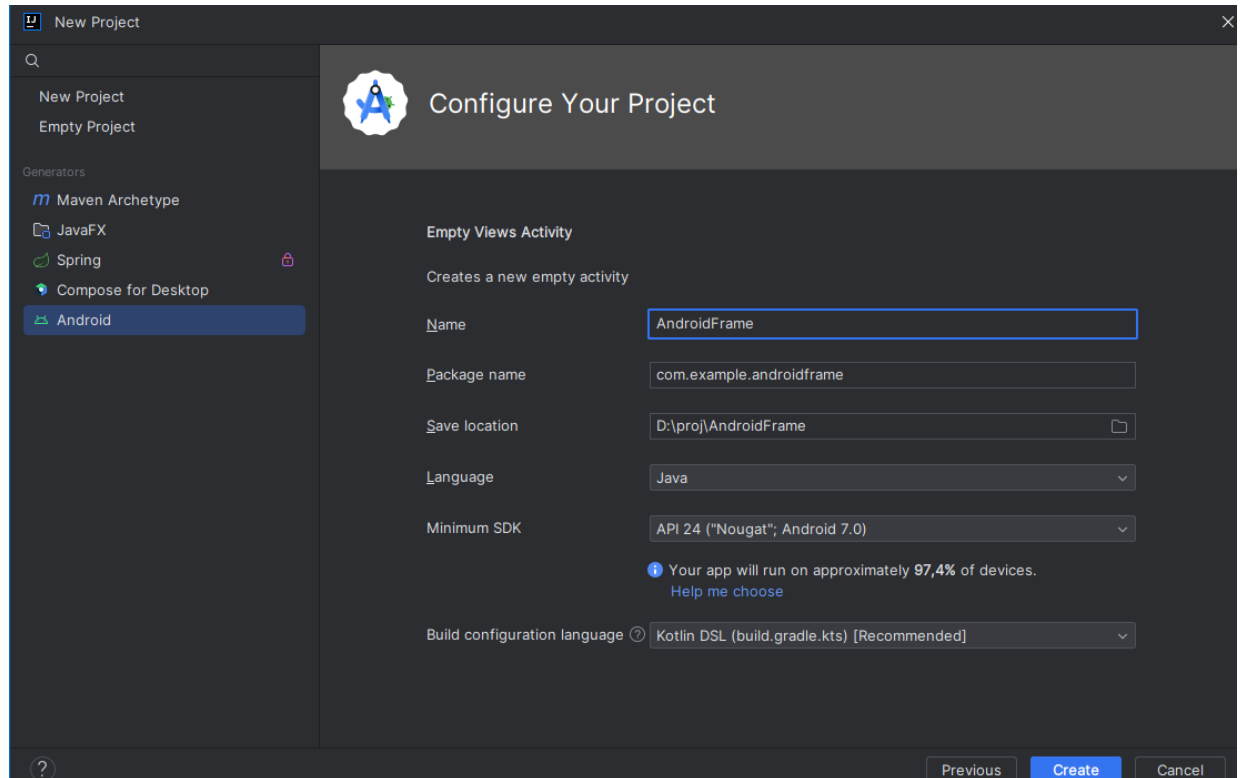 New Project
New Project
Empty Project
Generators
Maven Archetype
JavaFX
Spring
Compose for Desktop
Android
Configure Your Project
Empty Views Activity
Creates a new empty activity
Name AndroidFrame
Package name com.example.androidframe
Save location D:\proj\AndroidFrame
Language Java
Minimum SDK API 24 ("Nougat"; Android 7.0)
Your app will run on approximately 97,4% of devices.
Help me choose
Build configuration language ? Kotlin DSL (build.gradle.kts) [Recommended]
? Previous Create Cancel